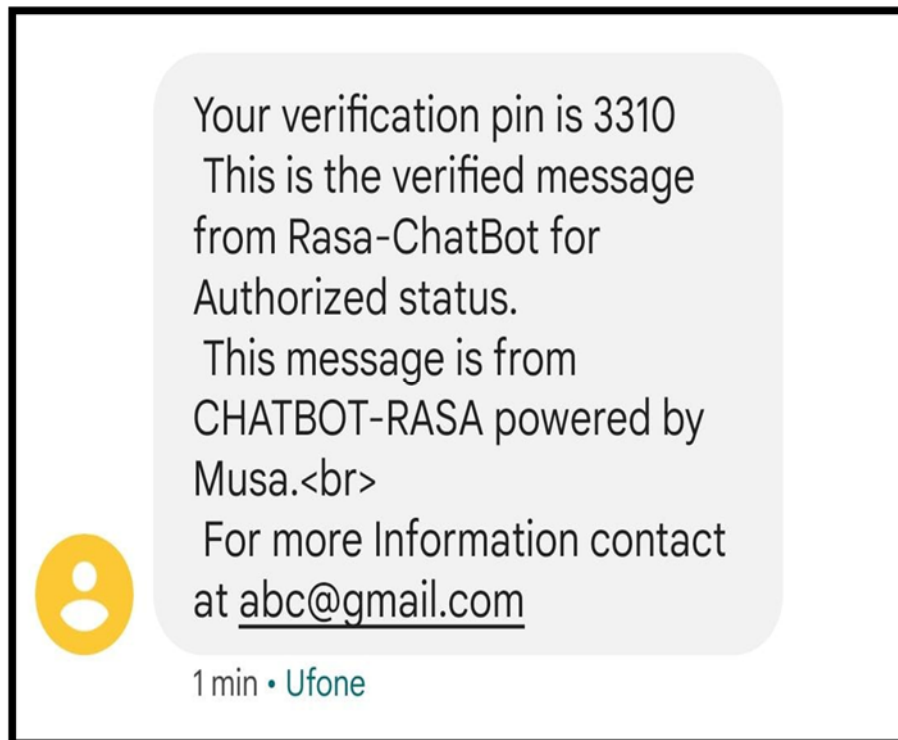 Your verification pin is 3310
This is the verified message
from Rasa-ChatBot for
Authorized status.
This message is from
CHATBOT-RASA powered by
Musa.<br>
For more Information contact
at abc@gmail.com
1 min • Ufone